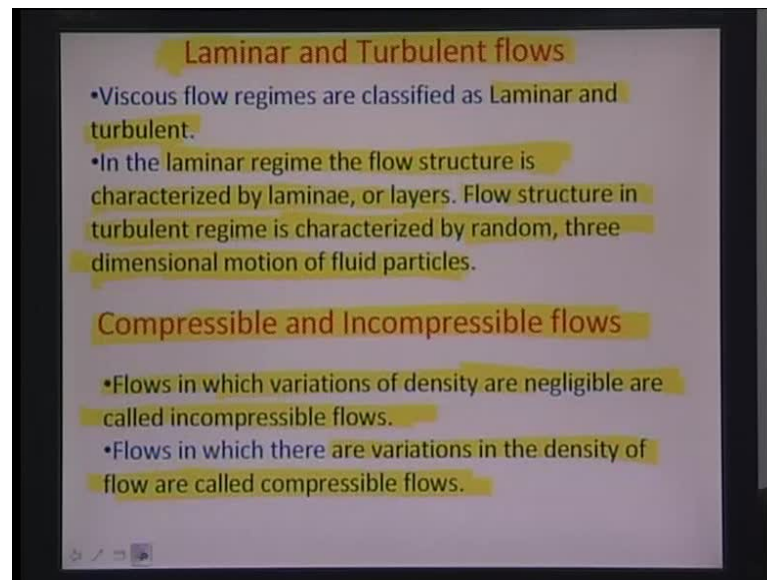 Laminar and Turbulent flows
•Viscous flow regimes are classified as Laminar and
turbulent.
•In the laminar regime the flow structure is
characterized by laminae, or layers. Flow structure in
turbulent regime is characterized by random, three
dimensional motion of fluid particles.
Compressible and Incompressible flows
•Flows in which variations of density are negligible are
called incompressible flows.
•Flows in which there are variations in the density of
flow are called compressible flows.